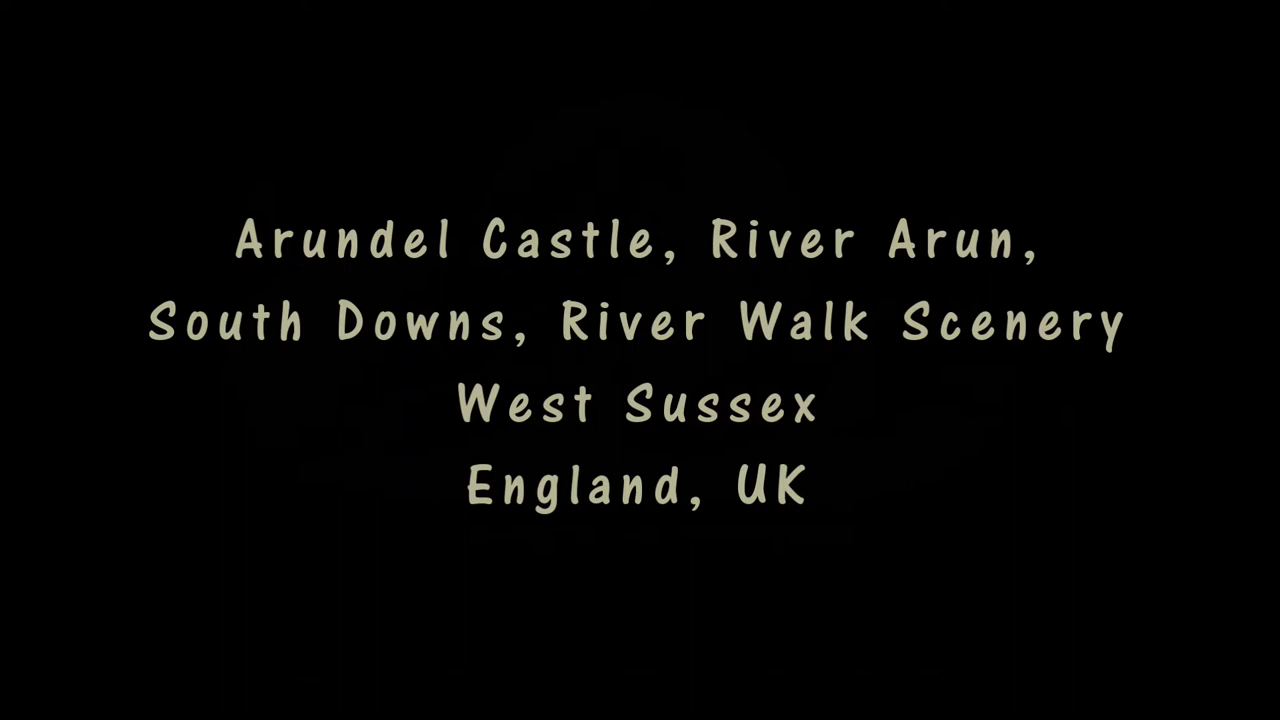 Arundel Castle, River Arun,
South Downs, River Walk Scenery
West Sussex
England, UK